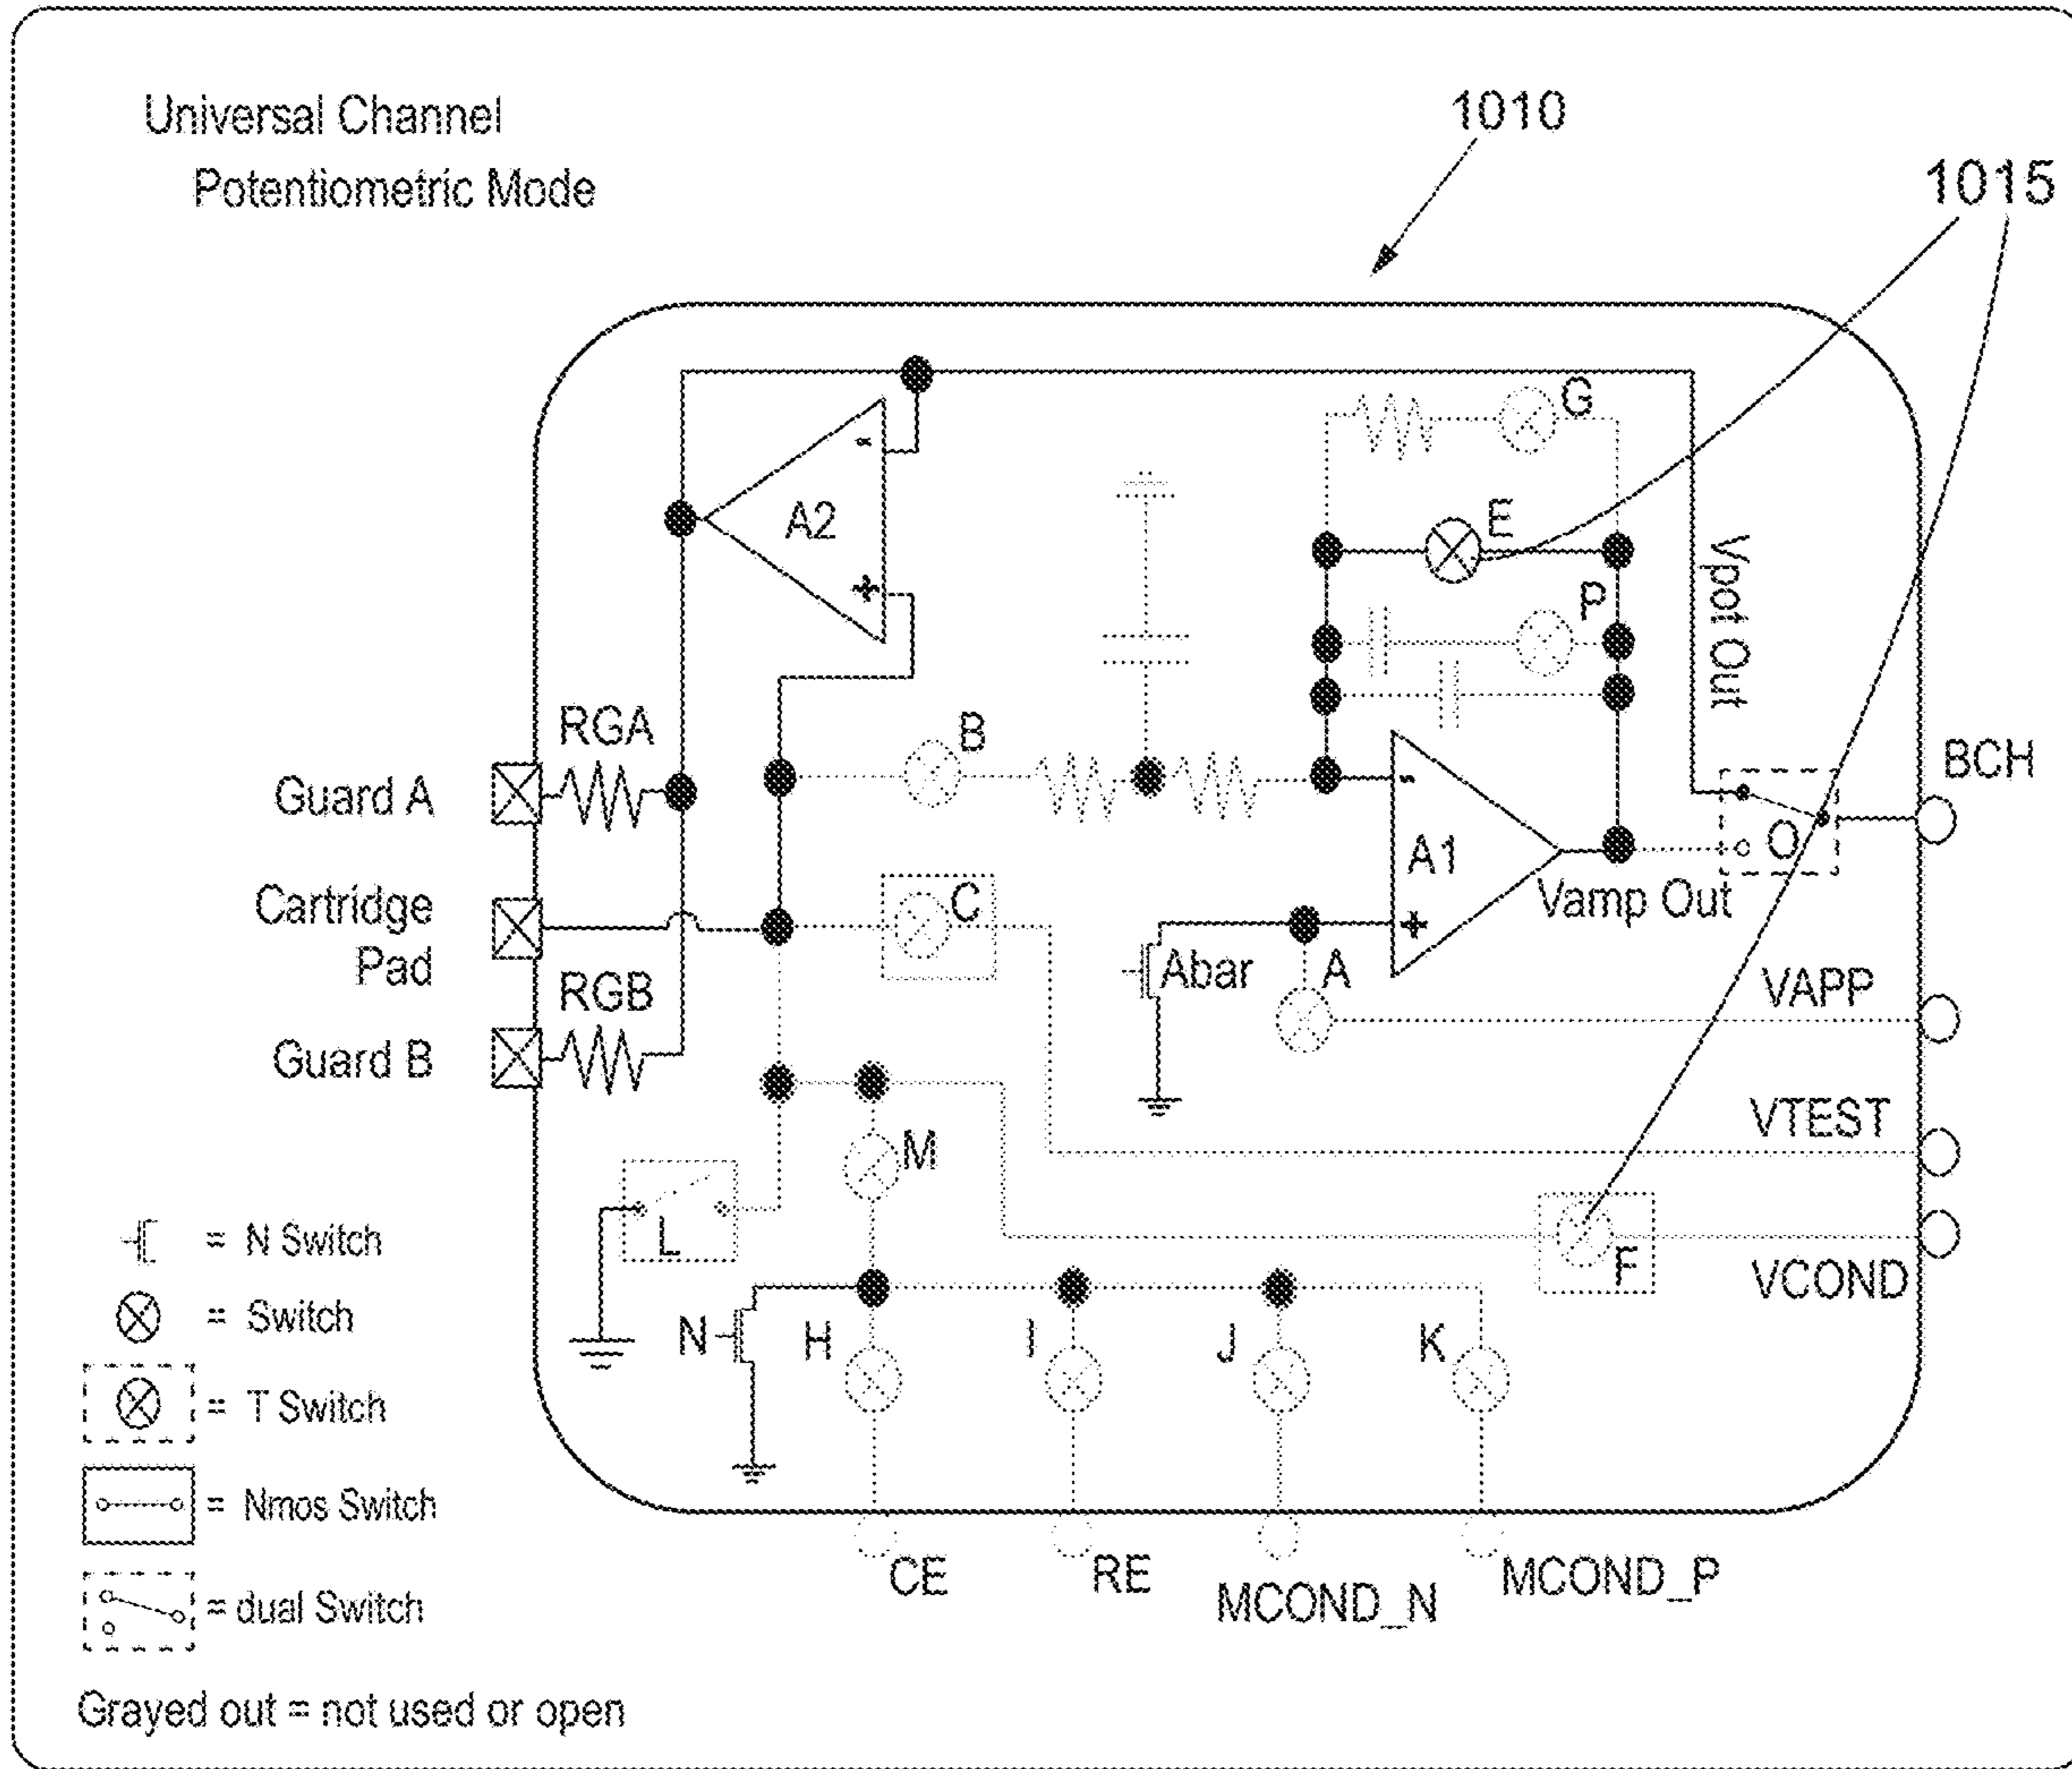 Universal Channel
Potentiometric Mode
1010
1015
G
E
A2
-
+
P
Vpot Out
RGA
B
BCH
Guard A
-
A1
O
Cartridge
Pad
C
Vamp Out
+
Abar
A
VAPP
RGB
Guard B
VTEST
M
L
F
VCOND
= N Switch
= Switch
= T Switch
= Nmos Switch
= dual Switch
N
H
I
J
K
CE
RE
MCOND_N
MCOND_P
Grayed out = not used or open